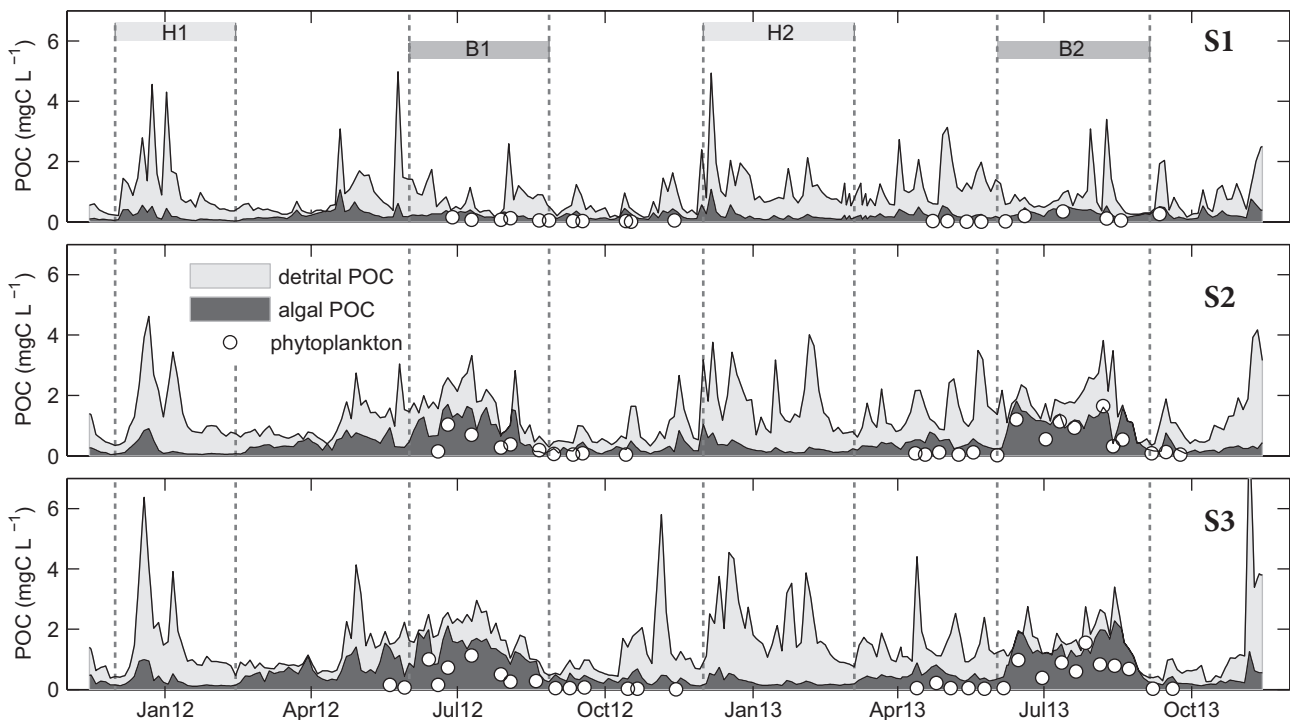 H1 H2
B1 B2
S1
6
4
2
0
POC (mgC L −1)
S2
detrital POC
algal POC
phytoplankton
6
4
2
0
POC (mgC L −1)
S3
6
4
2
0
POC (mgC L −1)
Jan12 Apr12 Jul12 Oct12 Jan13 Apr13 Jul13 Oct13